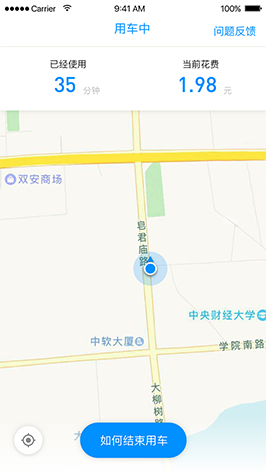 Carrier 9:41 AM 100%
用车中 问题反馈
已经使用 当前花费
35 分钟 1.98 元
双安商场
皂君庙路
中央财经大学
中软大厦
学院南路
大柳树路
如何结束用车